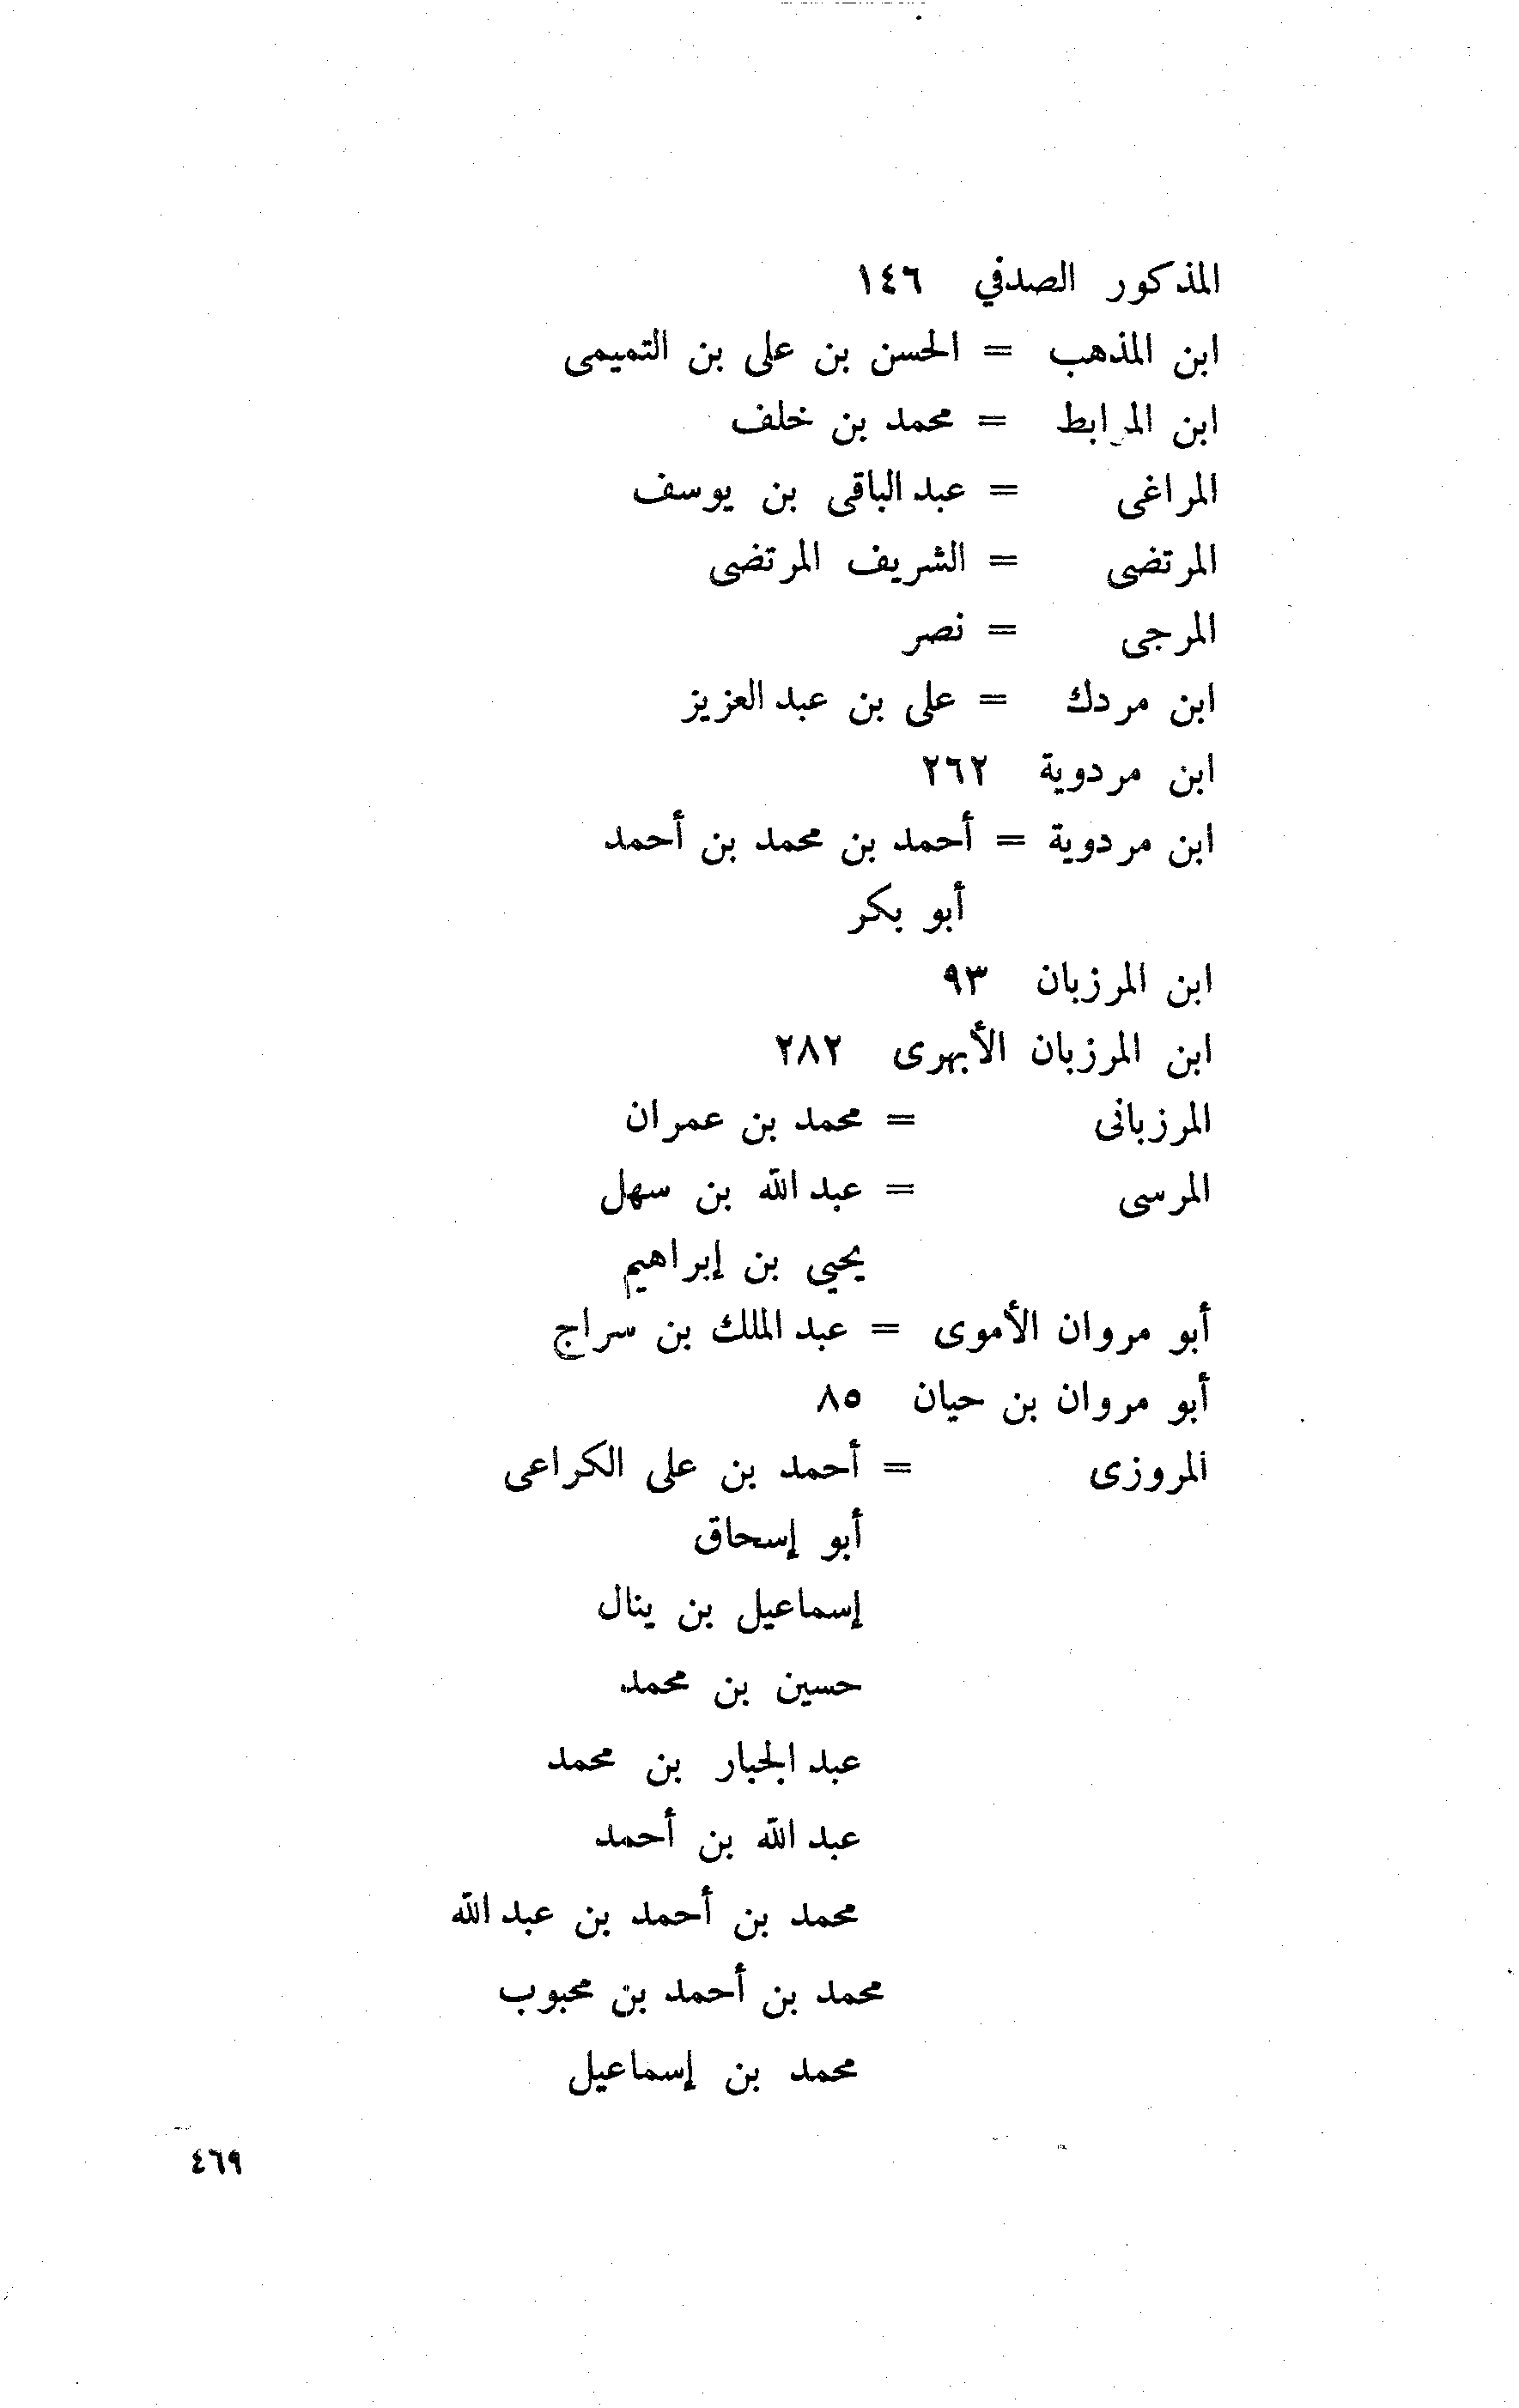 المذكور الصدفي ١٤٦
ابن المذهب = الحسن بن على بن التميمى
ابن المرابط = محمد بن خلف
المراغى = عبد الباقى بن يوسف
المرتضى = الشريف المرتضى
المرجى = نصر
ابن مردك = على بن عبد العزيز
ابن مردوية ٢٦٢
ابن مردوية = أحمد بن محمد بن أحمد
أبو بكر
ابن المرزبان ٩٣
ابن المرزبان الأبهرى ٢٨٢
المرزبانى = محمد بن عمران
المرسى = عبد الله بن سهل
يحيي بن إبراهيم
أبو مروان الأموى = عبد الملك بن سراج
أبو مروان بن حيان ٨٥
المروزى = أحمد بن على الكراعى
أبو إسحاق
إسماعيل بن ينال
حسين بن محمد
عبد الجبار بن محمد
عبد الله بن أحمد
محمد بن أحمد بن عبد الله
محمد بن أحمد بن محبوب
محمد بن إسماعيل
٤٦٩